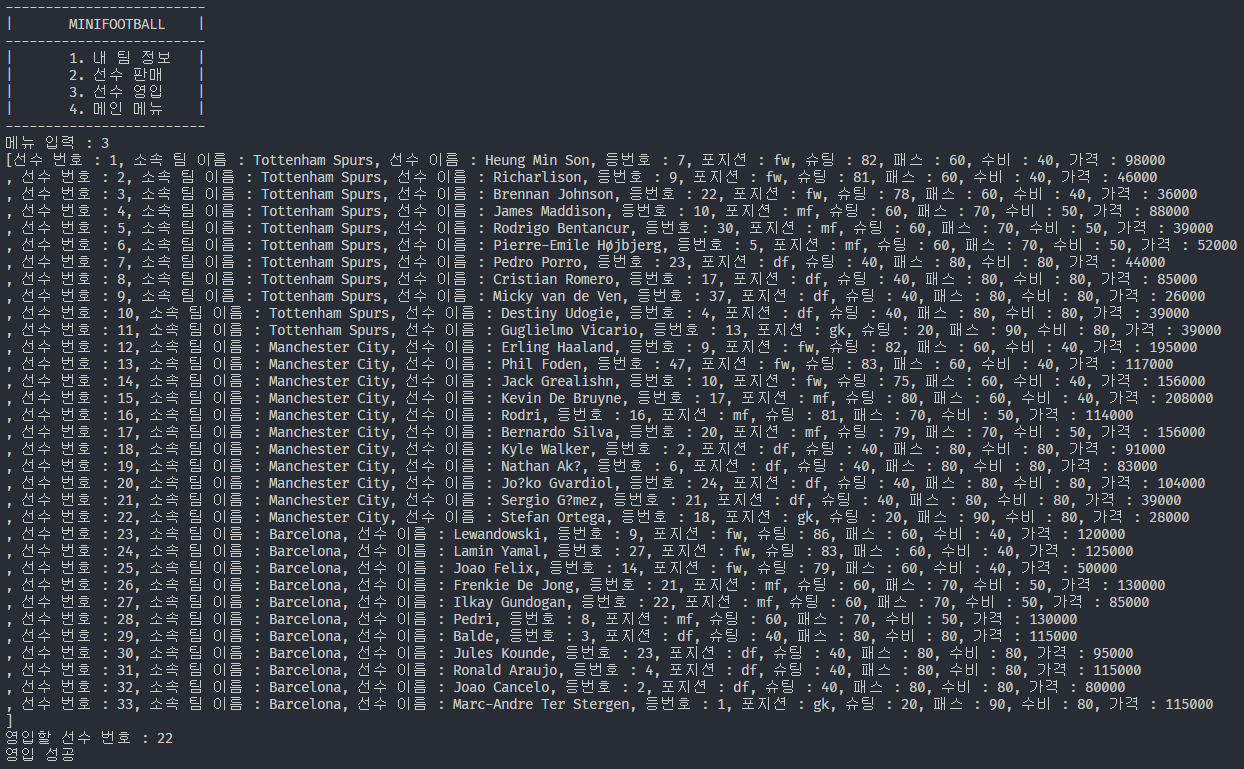 -------------------------
|       MINIFOOTBALL    |
-------------------------
|       1. 내 팀 정보   |
|       2. 선수 판매    |
|       3. 선수 영입    |
|       4. 메인 메뉴    |
-------------------------
메뉴 입력 : 3
[선수 번호 : 1, 소속 팀 이름 : Tottenham Spurs, 선수 이름 : Heung Min Son, 등번호 : 7, 포지션 : fw, 슈팅 : 82, 패스 : 60, 수비 : 40, 가격 : 98000
, 선수 번호 : 2, 소속 팀 이름 : Tottenham Spurs, 선수 이름 : Richarlison, 등번호 : 9, 포지션 : fw, 슈팅 : 81, 패스 : 60, 수비 : 40, 가격 : 46000
, 선수 번호 : 3, 소속 팀 이름 : Tottenham Spurs, 선수 이름 : Brennan Johnson, 등번호 : 22, 포지션 : fw, 슈팅 : 78, 패스 : 60, 수비 : 40, 가격 : 36000
, 선수 번호 : 4, 소속 팀 이름 : Tottenham Spurs, 선수 이름 : James Maddison, 등번호 : 10, 포지션 : mf, 슈팅 : 60, 패스 : 70, 수비 : 50, 가격 : 88000
, 선수 번호 : 5, 소속 팀 이름 : Tottenham Spurs, 선수 이름 : Rodrigo Bentancur, 등번호 : 30, 포지션 : mf, 슈팅 : 60, 패스 : 70, 수비 : 50, 가격 : 39000
, 선수 번호 : 6, 소속 팀 이름 : Tottenham Spurs, 선수 이름 : Pierre-Emile Højbjerg, 등번호 : 5, 포지션 : mf, 슈팅 : 60, 패스 : 70, 수비 : 50, 가격 : 52000
, 선수 번호 : 7, 소속 팀 이름 : Tottenham Spurs, 선수 이름 : Pedro Porro, 등번호 : 23, 포지션 : df, 슈팅 : 40, 패스 : 80, 수비 : 80, 가격 : 44000
, 선수 번호 : 8, 소속 팀 이름 : Tottenham Spurs, 선수 이름 : Cristian Romero, 등번호 : 17, 포지션 : df, 슈팅 : 40, 패스 : 80, 수비 : 80, 가격 : 85000
, 선수 번호 : 9, 소속 팀 이름 : Tottenham Spurs, 선수 이름 : Micky van de Ven, 등번호 : 37, 포지션 : df, 슈팅 : 40, 패스 : 80, 수비 : 80, 가격 : 26000
, 선수 번호 : 10, 소속 팀 이름 : Tottenham Spurs, 선수 이름 : Destiny Udogie, 등번호 : 4, 포지션 : df, 슈팅 : 40, 패스 : 80, 수비 : 80, 가격 : 39000
, 선수 번호 : 11, 소속 팀 이름 : Tottenham Spurs, 선수 이름 : Guglielmo Vicario, 등번호 : 13, 포지션 : gk, 슈팅 : 20, 패스 : 90, 수비 : 80, 가격 : 39000
, 선수 번호 : 12, 소속 팀 이름 : Manchester City, 선수 이름 : Erling Haaland, 등번호 : 9, 포지션 : fw, 슈팅 : 82, 패스 : 60, 수비 : 40, 가격 : 195000
, 선수 번호 : 13, 소속 팀 이름 : Manchester City, 선수 이름 : Phil Foden, 등번호 : 47, 포지션 : fw, 슈팅 : 83, 패스 : 60, 수비 : 40, 가격 : 117000
, 선수 번호 : 14, 소속 팀 이름 : Manchester City, 선수 이름 : Jack Grealishn, 등번호 : 10, 포지션 : fw, 슈팅 : 75, 패스 : 60, 수비 : 40, 가격 : 156000
, 선수 번호 : 15, 소속 팀 이름 : Manchester City, 선수 이름 : Kevin De Bruyne, 등번호 : 17, 포지션 : mf, 슈팅 : 80, 패스 : 60, 수비 : 40, 가격 : 208000
, 선수 번호 : 16, 소속 팀 이름 : Manchester City, 선수 이름 : Rodri, 등번호 : 16, 포지션 : mf, 슈팅 : 81, 패스 : 70, 수비 : 50, 가격 : 114000
, 선수 번호 : 17, 소속 팀 이름 : Manchester City, 선수 이름 : Bernardo Silva, 등번호 : 20, 포지션 : mf, 슈팅 : 79, 패스 : 70, 수비 : 50, 가격 : 156000
, 선수 번호 : 18, 소속 팀 이름 : Manchester City, 선수 이름 : Kyle Walker, 등번호 : 2, 포지션 : df, 슈팅 : 40, 패스 : 80, 수비 : 80, 가격 : 91000
, 선수 번호 : 19, 소속 팀 이름 : Manchester City, 선수 이름 : Nathan Ak?, 등번호 : 6, 포지션 : df, 슈팅 : 40, 패스 : 80, 수비 : 80, 가격 : 83000
, 선수 번호 : 20, 소속 팀 이름 : Manchester City, 선수 이름 : Jo?ko Gvardiol, 등번호 : 24, 포지션 : df, 슈팅 : 40, 패스 : 80, 수비 : 80, 가격 : 104000
, 선수 번호 : 21, 소속 팀 이름 : Manchester City, 선수 이름 : Sergio G?mez, 등번호 : 21, 포지션 : df, 슈팅 : 40, 패스 : 80, 수비 : 80, 가격 : 39000
, 선수 번호 : 22, 소속 팀 이름 : Manchester City, 선수 이름 : Stefan Ortega, 등번호 : 18, 포지션 : gk, 슈팅 : 20, 패스 : 90, 수비 : 80, 가격 : 28000
, 선수 번호 : 23, 소속 팀 이름 : Barcelona, 선수 이름 : Lewandowski, 등번호 : 9, 포지션 : fw, 슈팅 : 86, 패스 : 60, 수비 : 40, 가격 : 120000
, 선수 번호 : 24, 소속 팀 이름 : Barcelona, 선수 이름 : Lamin Yamal, 등번호 : 27, 포지션 : fw, 슈팅 : 83, 패스 : 60, 수비 : 40, 가격 : 125000
, 선수 번호 : 25, 소속 팀 이름 : Barcelona, 선수 이름 : Joao Felix, 등번호 : 14, 포지션 : fw, 슈팅 : 79, 패스 : 60, 수비 : 40, 가격 : 50000
, 선수 번호 : 26, 소속 팀 이름 : Barcelona, 선수 이름 : Frenkie De Jong, 등번호 : 21, 포지션 : mf, 슈팅 : 60, 패스 : 70, 수비 : 50, 가격 : 130000
, 선수 번호 : 27, 소속 팀 이름 : Barcelona, 선수 이름 : Ilkay Gundogan, 등번호 : 22, 포지션 : mf, 슈팅 : 60, 패스 : 70, 수비 : 50, 가격 : 85000
, 선수 번호 : 28, 소속 팀 이름 : Barcelona, 선수 이름 : Pedri, 등번호 : 8, 포지션 : mf, 슈팅 : 60, 패스 : 70, 수비 : 50, 가격 : 130000
, 선수 번호 : 29, 소속 팀 이름 : Barcelona, 선수 이름 : Balde, 등번호 : 3, 포지션 : df, 슈팅 : 40, 패스 : 80, 수비 : 80, 가격 : 115000
, 선수 번호 : 30, 소속 팀 이름 : Barcelona, 선수 이름 : Jules Kounde, 등번호 : 23, 포지션 : df, 슈팅 : 40, 패스 : 80, 수비 : 80, 가격 : 95000
, 선수 번호 : 31, 소속 팀 이름 : Barcelona, 선수 이름 : Ronald Araujo, 등번호 : 4, 포지션 : df, 슈팅 : 40, 패스 : 80, 수비 : 80, 가격 : 115000
, 선수 번호 : 32, 소속 팀 이름 : Barcelona, 선수 이름 : Joao Cancelo, 등번호 : 2, 포지션 : df, 슈팅 : 40, 패스 : 80, 수비 : 80, 가격 : 80000
, 선수 번호 : 33, 소속 팀 이름 : Barcelona, 선수 이름 : Marc-Andre Ter Stergen, 등번호 : 1, 포지션 : gk, 슈팅 : 20, 패스 : 90, 수비 : 80, 가격 : 115000
]
영입할 선수 번호 : 22
영입 성공